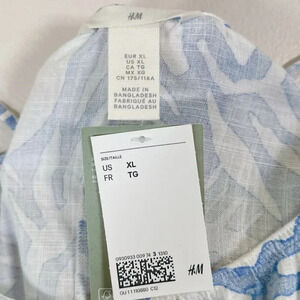 H&M
EUR XL
US XL
CA TG
MX XG
CN 175/116A
MADE IN
BANGLADESH
FABRIQUÉ AU
BANGLADESH
SIZE/TAILLE
US XL
FR TG
H&M